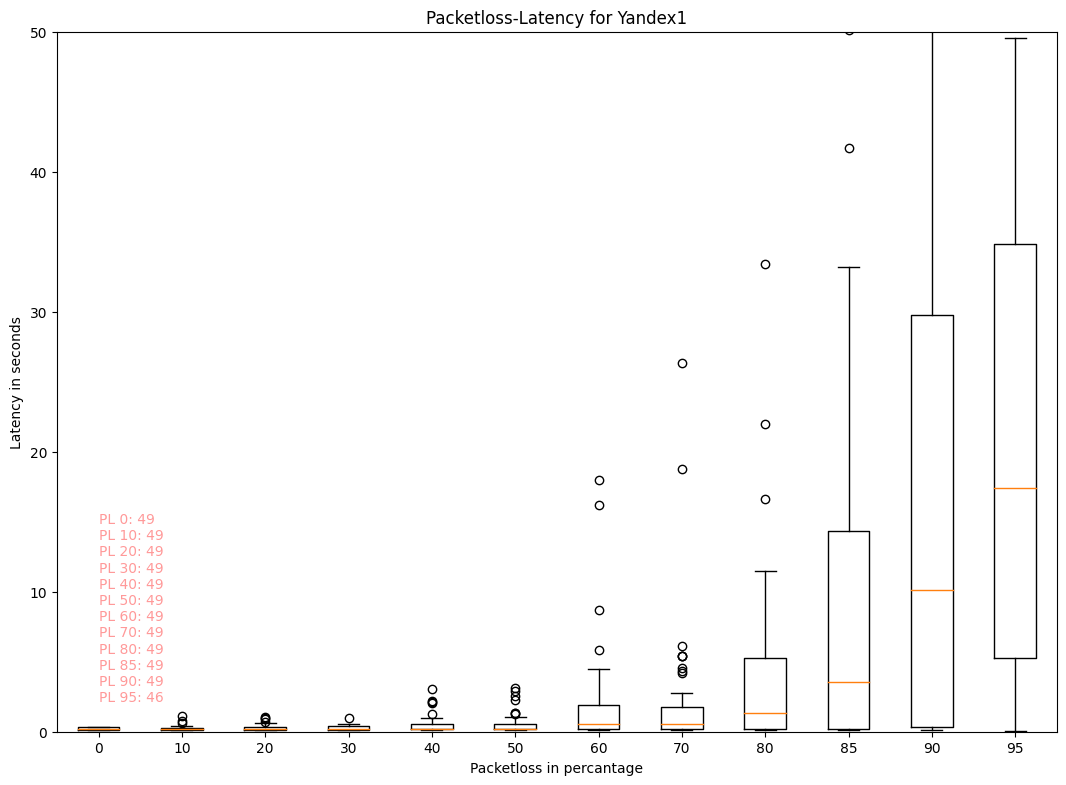 Packetloss-Latency for Yandex1
50
40
30
20
10
0
Latency in seconds
PL 0: 49
PL 10: 49
PL 20: 49
PL 30: 49
PL 40: 49
PL 50: 49
PL 60: 49
PL 70: 49
PL 80: 49
PL 85: 49
PL 90: 49
PL 95: 46
0 10 20 30 40 50 60 70 80 85 90 95
Packetloss in percantage